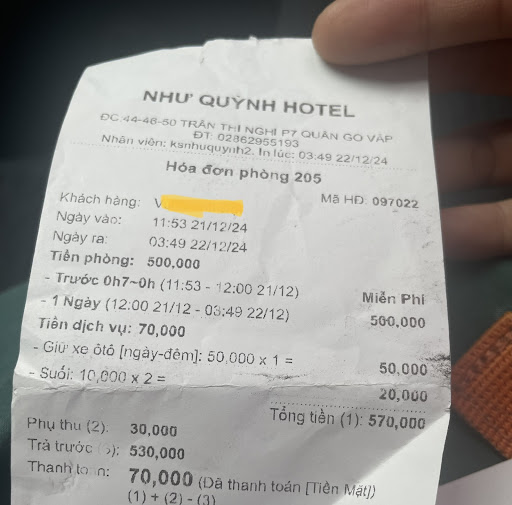 NHƯ QUỲNH HOTEL
ĐC:44-46-50 TRẦN THỊ NGHỈ P7 QUẬN GÒ VẤP
ĐT: 02862955193
Nhân viên: ksnhuquynh2. In lúc: 03:49 22/12/24
Hóa đơn phòng 205
Mã HĐ: 097022
Khách hàng: V
Ngày vào: 11:53 21/12/24
Ngày ra: 03:49 22/12/24
Tiền phòng: 500,000
- Trước 0h7~0h (11:53 - 12:00 21/12) Miễn Phí
- 1 Ngày (12:00 21/12 - 03:49 22/12) 500,000
Tiền dịch vụ: 70,000
- Giữ xe ôtô [ngày-đêm]: 50,000 x 1 = 50,000
- Suối: 10,000 x 2 = 20,000
Tổng tiền (1): 570,000
Phụ thu (2): 30,000
Trả trước (3): 530,000
Thanh toán: 70,000 (Đã thanh toán [Tiền Mặt])
(1) + (2) - (3)